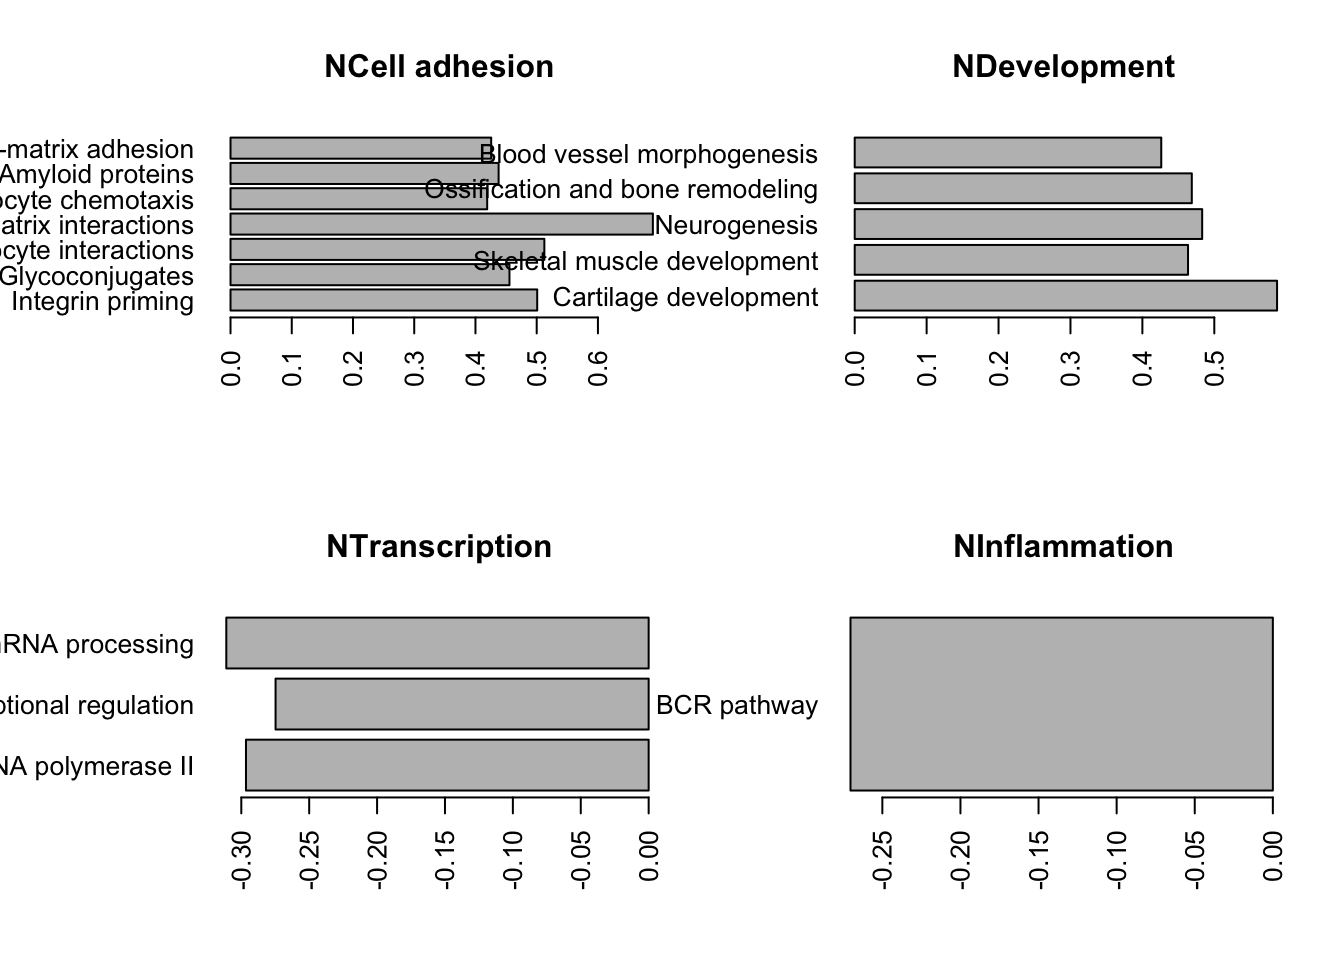 NCell adhesion
-matrix adhesion
Amyloid proteins
ocyte chemotaxis
atrix interactions
ocyte interactions
Glycoconjugates
Integrin priming
0.0 0.1 0.2 0.3 0.4 0.5 0.6
NDevelopment
Blood vessel morphogenesis
Ossification and bone remodeling
Neurogenesis
Skeletal muscle development
Cartilage development
0.0 0.1 0.2 0.3 0.4 0.5
NTranscription
RNA processing
otional regulation
NA polymerase II
-0.30 -0.25 -0.20 -0.15 -0.10 -0.05 0.00
NInflammation
BCR pathway
-0.25 -0.20 -0.15 -0.10 -0.05 0.00